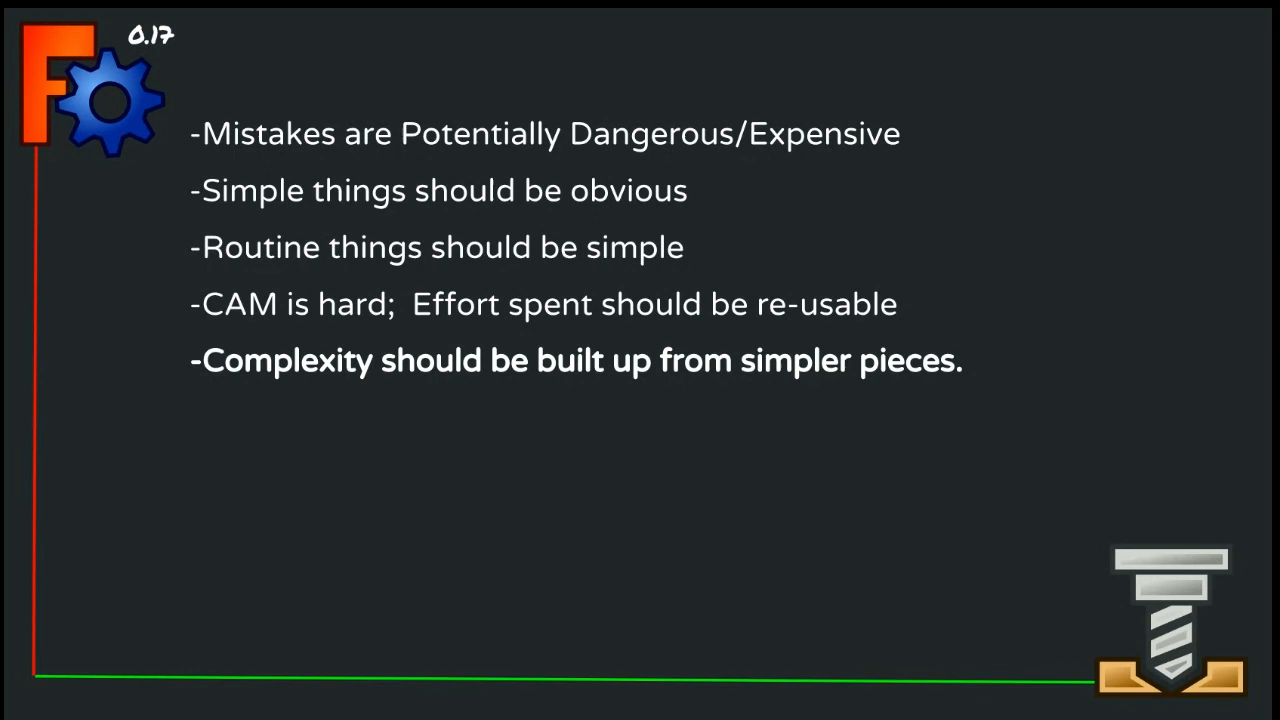 0.17
-Mistakes are Potentially Dangerous/Expensive
-Simple things should be obvious
-Routine things should be simple
-CAM is hard;  Effort spent should be re-usable
-Complexity should be built up from simpler pieces.